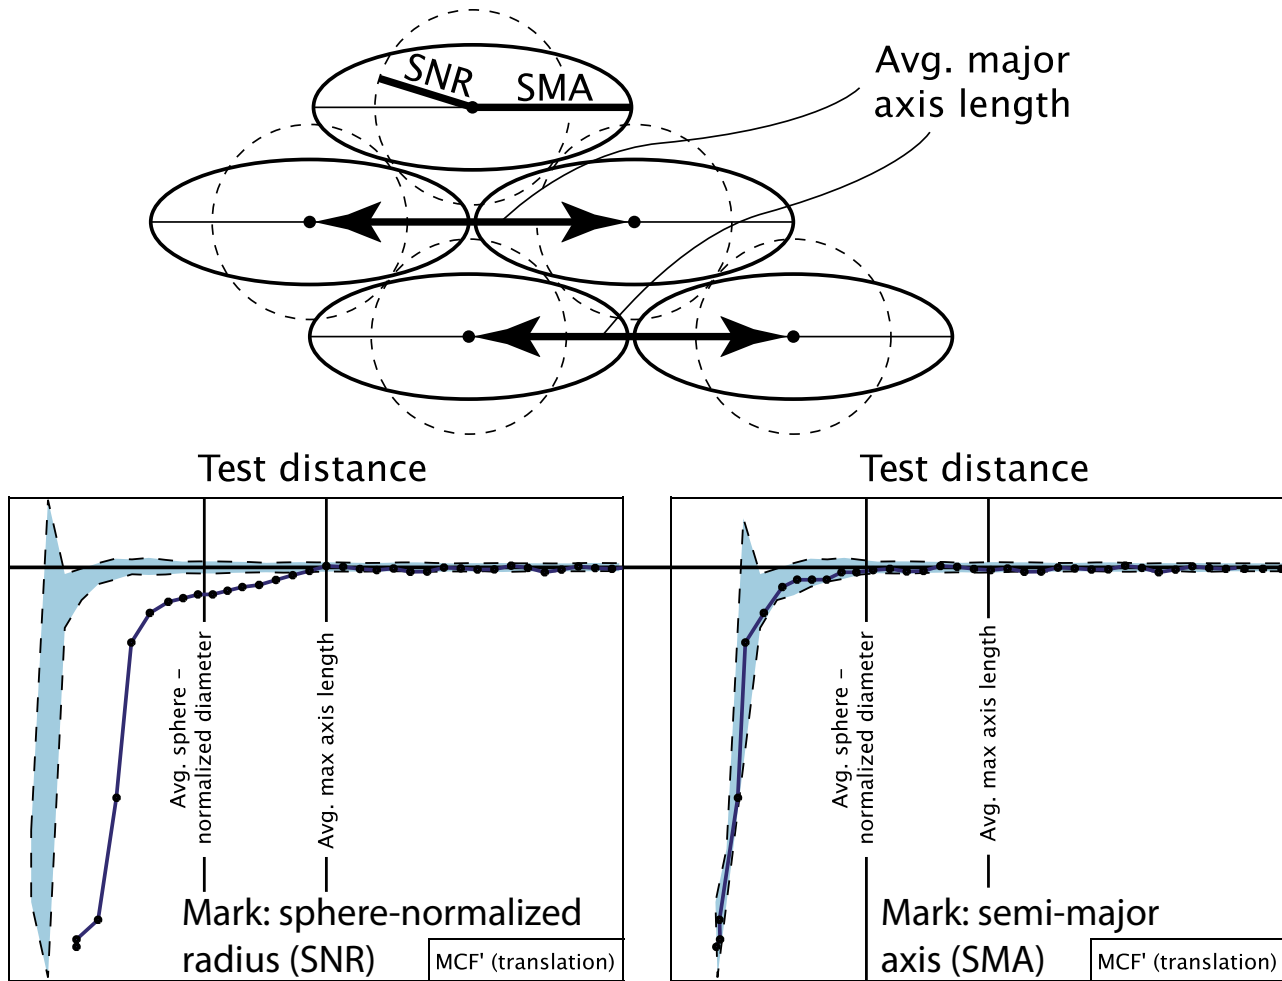 SNR
SMA
Avg. major
axis length
Test distance
Test distance
Avg. sphere –
normalized diameter
Avg. max axis length
Mark: sphere-normalized
radius (SNR)
MCF' (translation)
Avg. sphere –
normalized diameter
Avg. max axis length
Mark: semi-major
axis (SMA)
MCF' (translation)